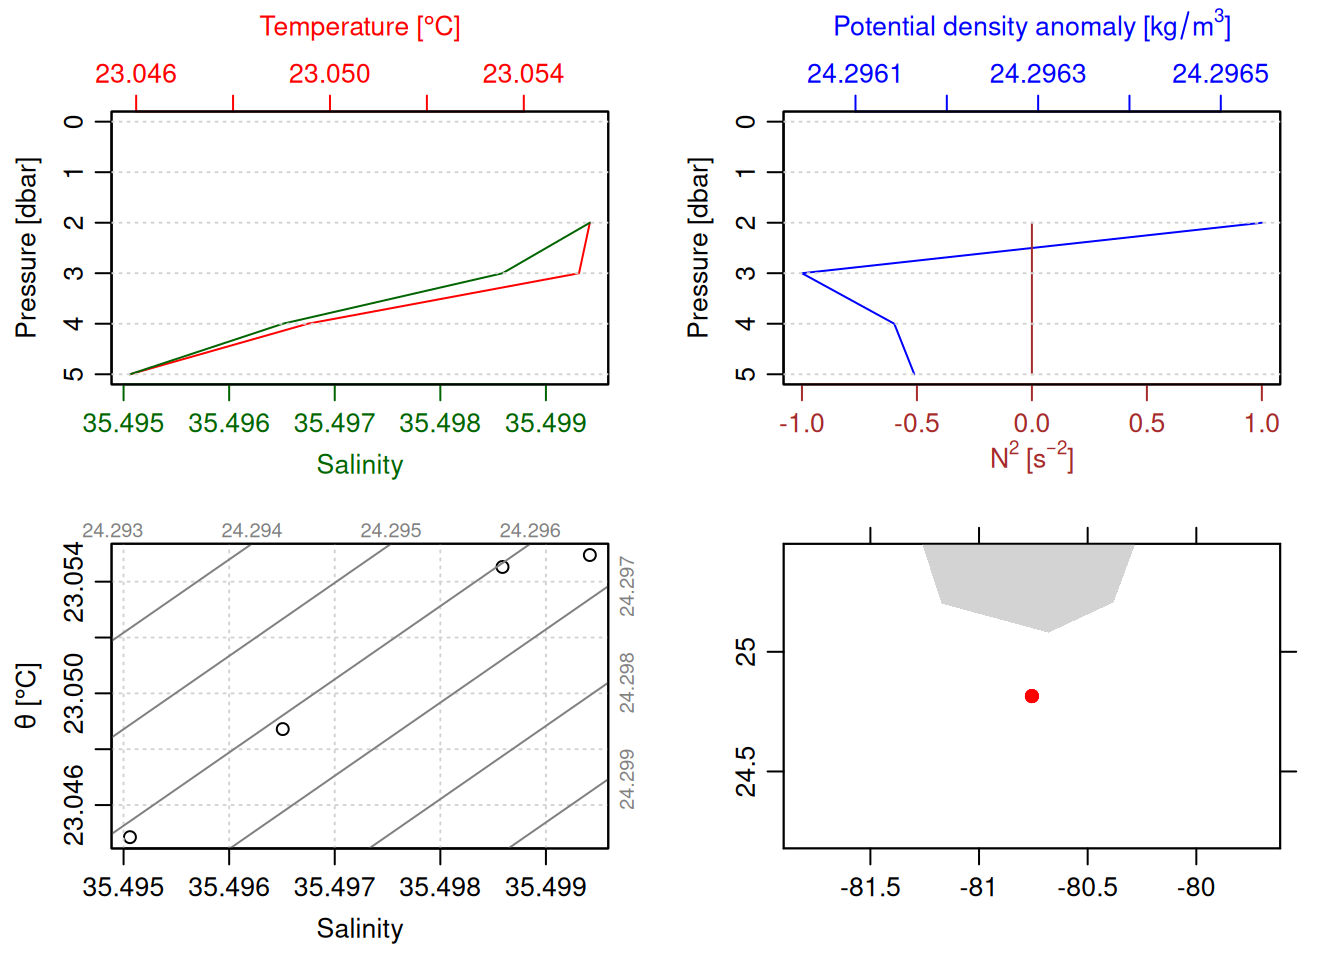 Temperature [°C]
23.046 23.050 23.054
Pressure [dbar]
0
1
2
3
4
5
35.495 35.496 35.497 35.498 35.499
Salinity
Potential density anomaly [kg/m³]
24.2961 24.2963 24.2965
Pressure [dbar]
0
1
2
3
4
5
-1.0 -0.5 0.0 0.5 1.0
N² [s⁻²]
24.293 24.294 24.295 24.296
24.297
24.298
24.299
θ [°C]
23.054
23.050
23.046
35.495 35.496 35.497 35.498 35.499
Salinity
25
24.5
-81.5 -81 -80.5 -80